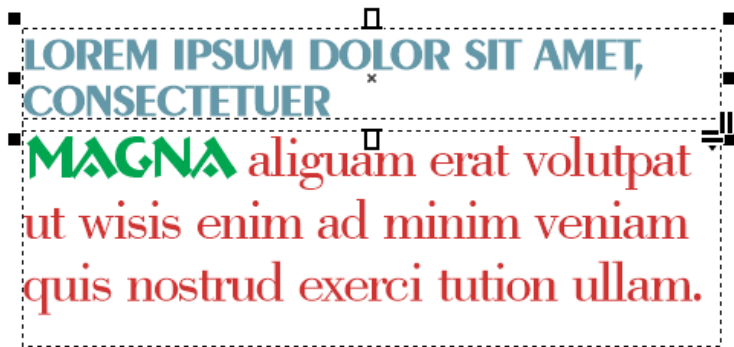 LOREM IPSUM DOLOR SIT AMET,
CONSECTETUER
MAGNA aliguam erat volutpat
ut wisis enim ad minim veniam
quis nostrud exerci tution ullam.